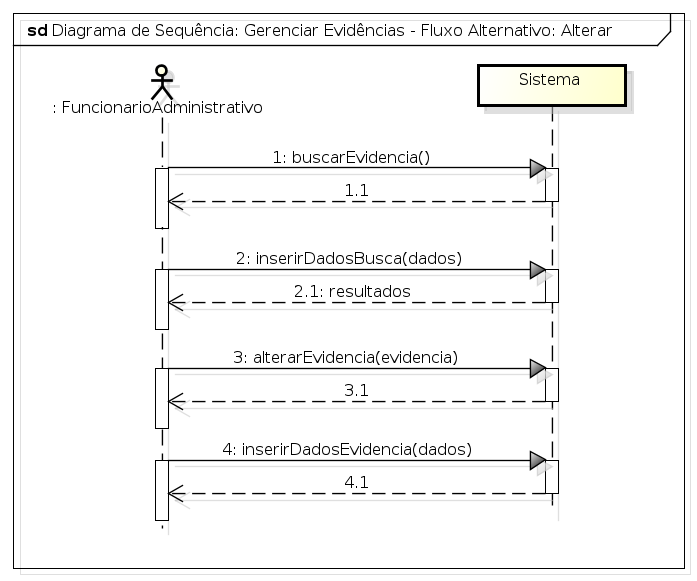 sd Diagrama de Sequência: Gerenciar Evidências - Fluxo Alternativo: Alterar
Sistema
: FuncionarioAdministrativo
1: buscarEvidencia()
1.1
2: inserirDadosBusca(dados)
2.1: resultados
3: alterarEvidencia(evidencia)
3.1
4: inserirDadosEvidencia(dados)
4.1